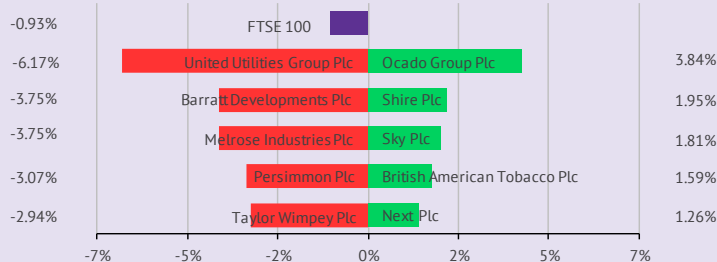 -0.93% FTSE 100
-6.17% United Utilities Group Plc Ocado Group Plc 3.84%
-3.75% Barratt Developments Plc Shire Plc 1.95%
-3.75% Melrose Industries Plc Sky Plc 1.81%
-3.07% Persimmon Plc British American Tobacco Plc 1.59%
-2.94% Taylor Wimpey Plc Next Plc 1.26%
-7% -5% -2% 0% 2% 5% 7%